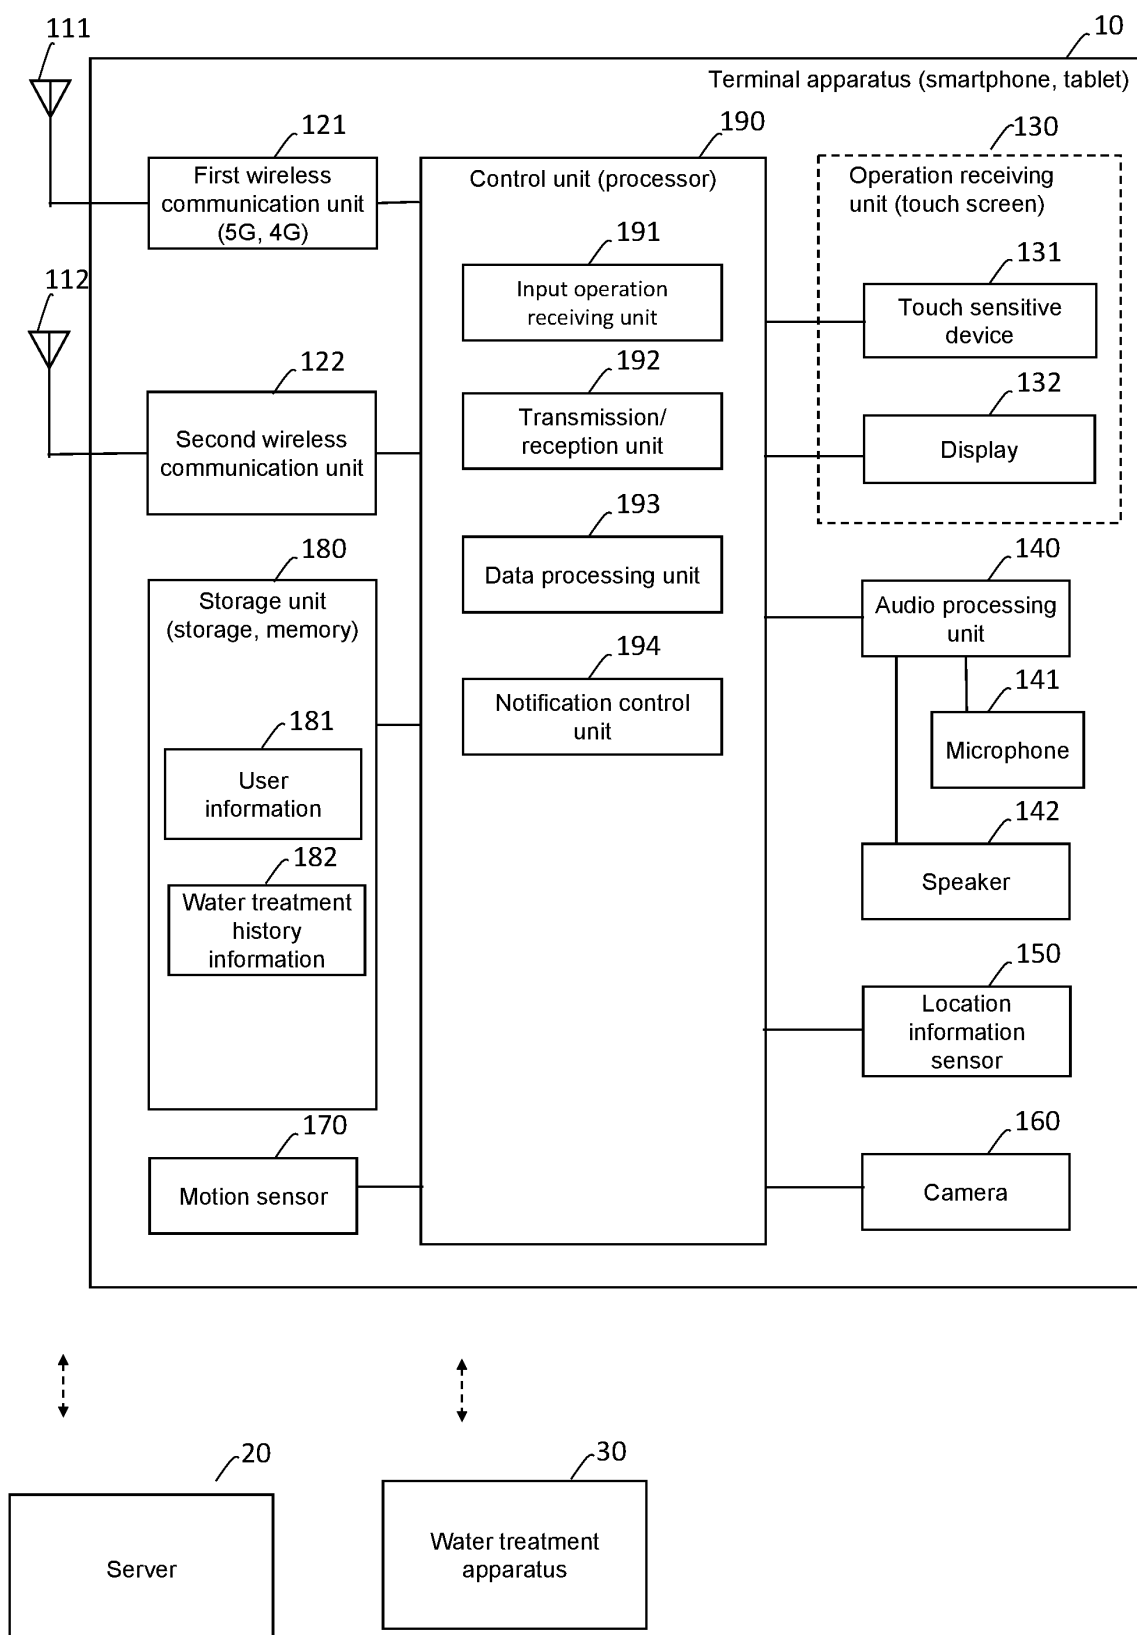 111
10
Terminal apparatus (smartphone, tablet)
121
190
130
First wireless
communication unit
(5G, 4G)
Control unit (processor)
Operation receiving
unit (touch screen)
191
131
112
Input operation
receiving unit
Touch sensitive
device
122
192
132
Second wireless
communication unit
Transmission/
reception unit
Display
193
180
140
Data processing unit
Storage unit
(storage, memory)
Audio processing
unit
194
141
Notification control
unit
181
Microphone
User
information
142
182
Speaker
Water treatment
history
information
150
Location
information
sensor
170
160
Motion sensor
Camera
20
30
Server
Water treatment
apparatus